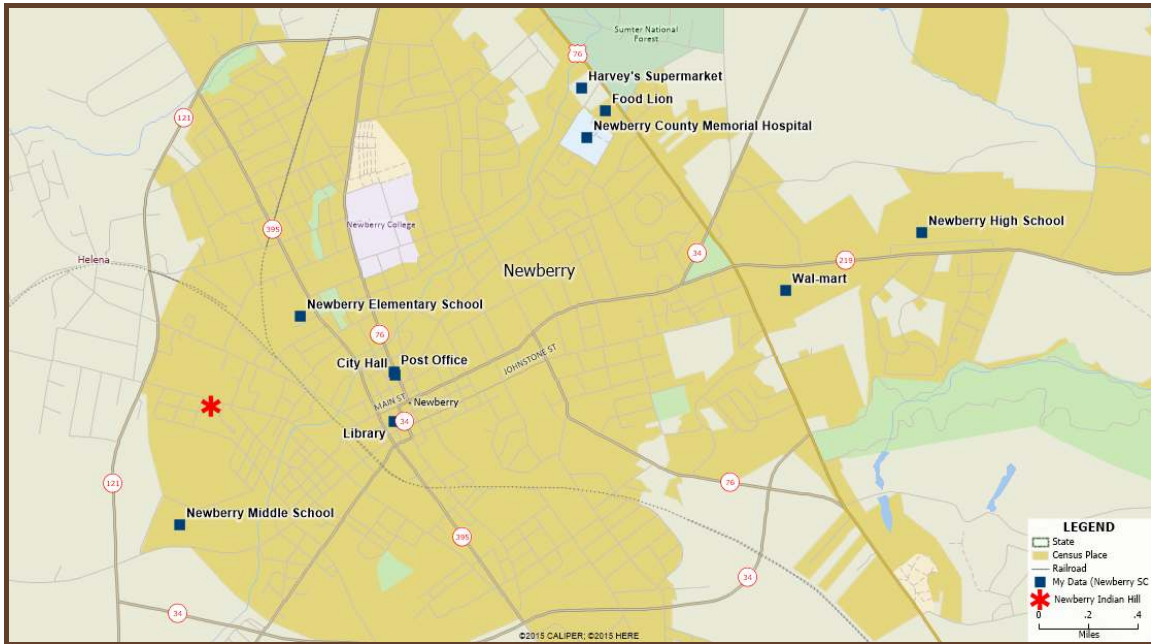 Sumter National
Forest
76
Harvey's Supermarket
Food Lion
121
Newberry County Memorial Hospital
Newberry College
Newberry High School
395
34
219
Helena
Newberry
Wal-mart
Newberry Elementary School
76
City Hall
Post Office
JOHNSTONE ST
MAIN ST
Newberry
34
Library
121
76
Newberry Middle School
395
34
34
LEGEND
State
Census Place
Railroad
My Data (Newberry SC
Newberry Indian Hill
0 .2 .4
Miles
©2015 CALIPER; ©2015 HERE